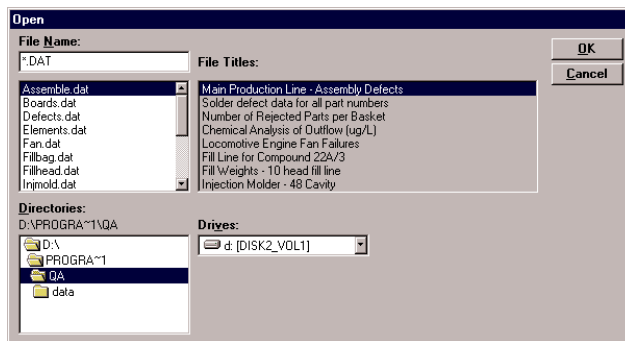 Open
File Name:
*.DAT
File Titles:
OK
Cancel
Assemble.dat
Boards.dat
Defects.dat
Elements.dat
Fan.dat
Fillbag.dat
Fillhead.dat
Injmold.dat
Main Production Line - Assembly Defects
Solder defect data for all part numbers
Number of Rejected Parts per Basket
Chemical Analysis of Outflow (ug/L)
Locomotive Engine Fan Failures
Fill Line for Compound 22A/3
Fill Weights - 10 head fill line
Injection Molder - 48 Cavity
Directories:
D:\PROGRA~1\QA
D:\
PROGRA~1
QA
data
Drives:
d: [DISK2_VOL1]